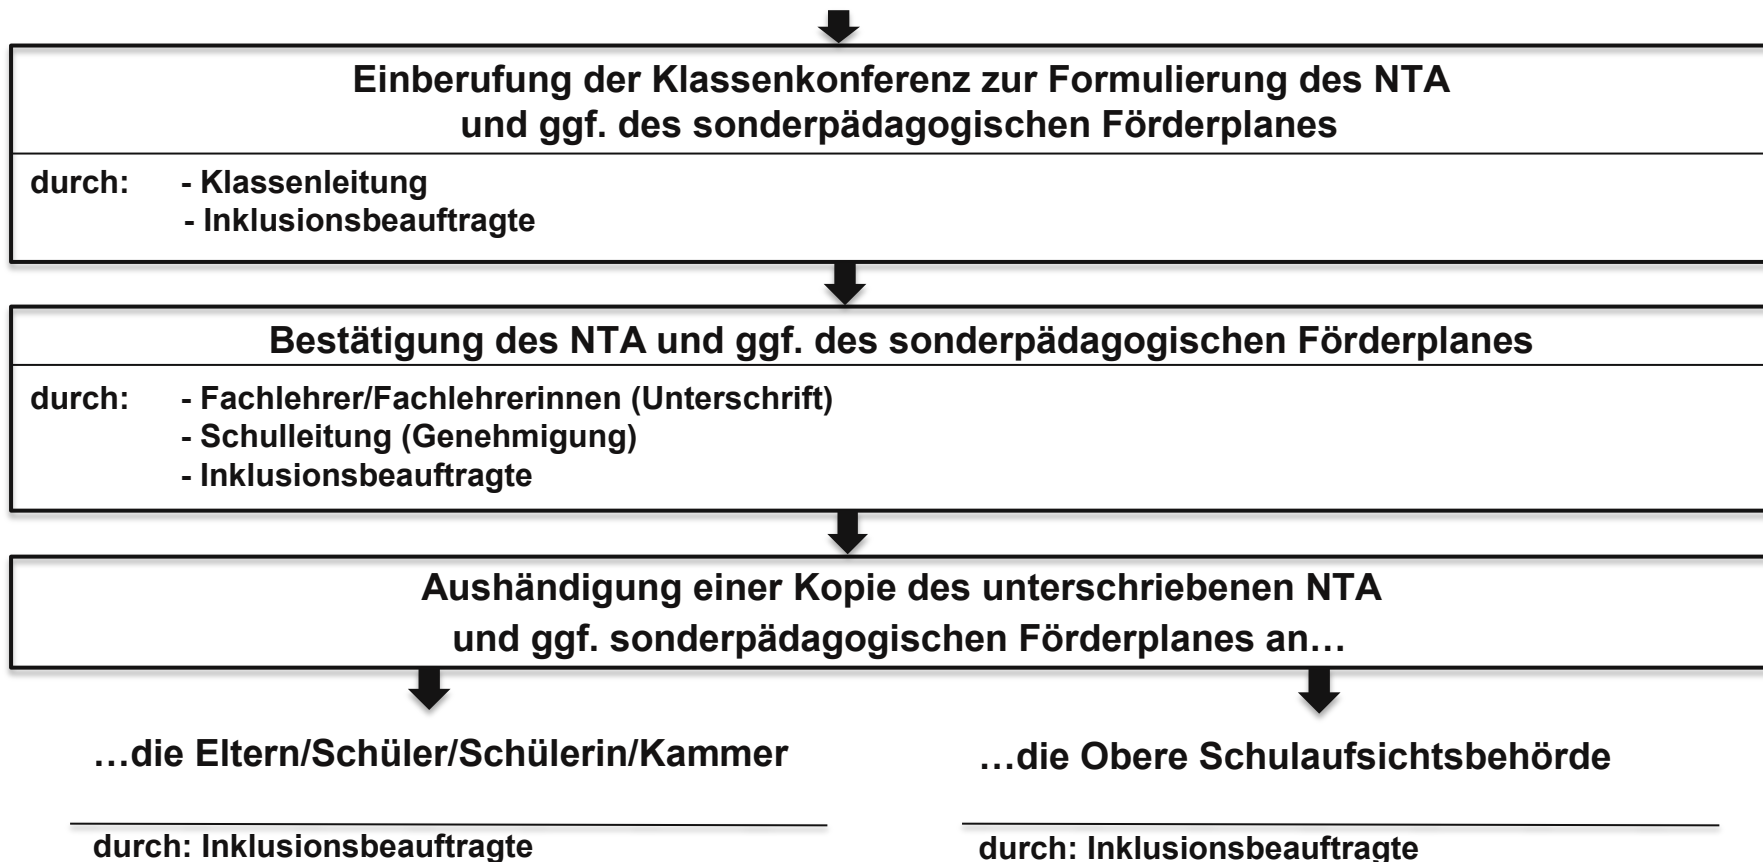 Einberufung der Klassenkonferenz zur Formulierung des NTA
und ggf. des sonderpädagogischen Förderplanes
durch: - Klassenleitung
- Inklusionsbeauftragte
Bestätigung des NTA und ggf. des sonderpädagogischen Förderplanes
durch: - Fachlehrer/Fachlehrerinnen (Unterschrift)
- Schulleitung (Genehmigung)
- Inklusionsbeauftragte
Aushändigung einer Kopie des unterschriebenen NTA
und ggf. sonderpädagogischen Förderplanes an…
…die Eltern/Schüler/Schülerin/Kammer
durch: Inklusionsbeauftragte
…die Obere Schulaufsichtsbehörde
durch: Inklusionsbeauftragte